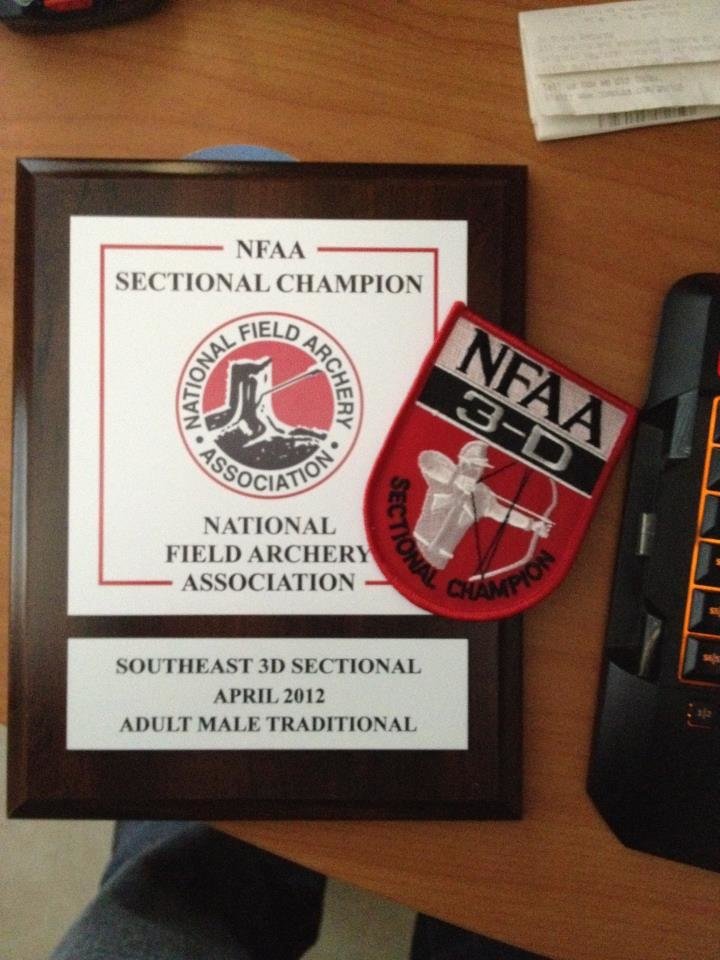 NFAA
SECTIONAL CHAMPION
NATIONAL FIELD ARCHERY
• ASSOCIATION •
NATIONAL
FIELD ARCHERY
ASSOCIATION
SOUTHEAST 3D SECTIONAL
APRIL 2012
ADULT MALE TRADITIONAL
NFAA
3-D
SECTIONAL CHAMPION